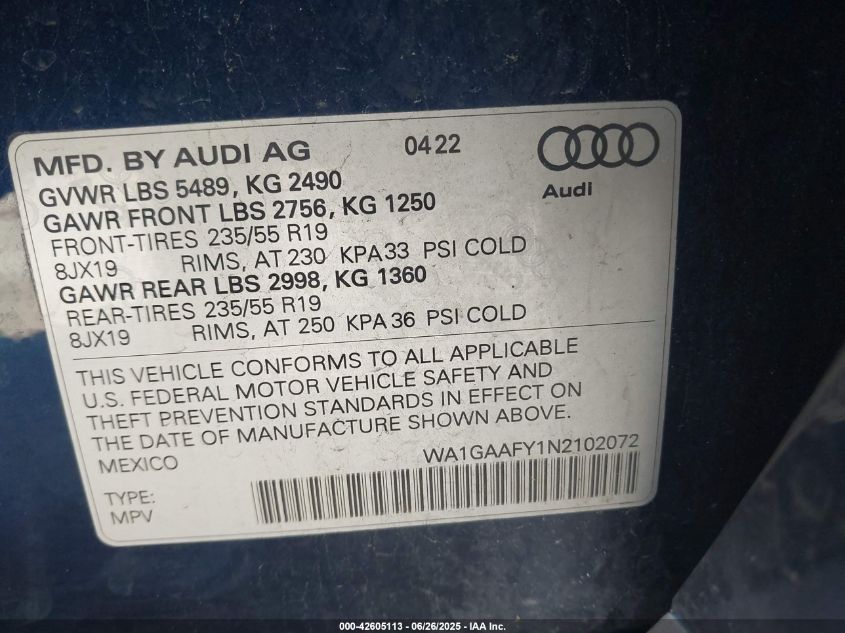 MFD. BY AUDI AG 0422
Audi
GVWR LBS 5489, KG 2490
GAWR FRONT LBS 2756, KG 1250
FRONT-TIRES 235/55 R19
8JX19 RIMS, AT 230 KPA33 PSI COLD
GAWR REAR LBS 2998, KG 1360
REAR-TIRES 235/55 R19
8JX19 RIMS, AT 250 KPA36 PSI COLD
THIS VEHICLE CONFORMS TO ALL APPLICABLE
U.S. FEDERAL MOTOR VEHICLE SAFETY AND
THEFT PREVENTION STANDARDS IN EFFECT ON
THE DATE OF MANUFACTURE SHOWN ABOVE.
MEXICO WA1GAAFY1N2102072
TYPE:
MPV
000-42605113 - 06/26/2025 - IAA Inc.